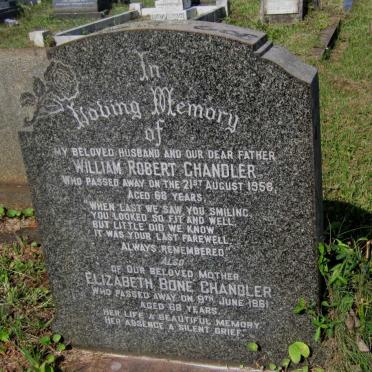 In
Loving Memory
of
MY BELOVED HUSBAND AND OUR DEAR FATHER
WILLIAM ROBERT CHANDLER
WHO PASSED AWAY ON THE 21ST AUGUST 1958,
AGED 68 YEARS.
WHEN LAST WE SAW YOU SMILING,
YOU LOOKED SO FIT AND WELL,
BUT LITTLE DID WE KNOW
IT WAS YOUR LAST FAREWELL.
ALWAYS REMEMBERED
ALSO
OF OUR BELOVED MOTHER
ELIZABETH BONE CHANDLER
WHO PASSED AWAY ON 9TH JUNE 1961
AGED 68 YEARS.
HER LIFE A BEAUTIFUL MEMORY
HER ABSENCE A SILENT GRIEF